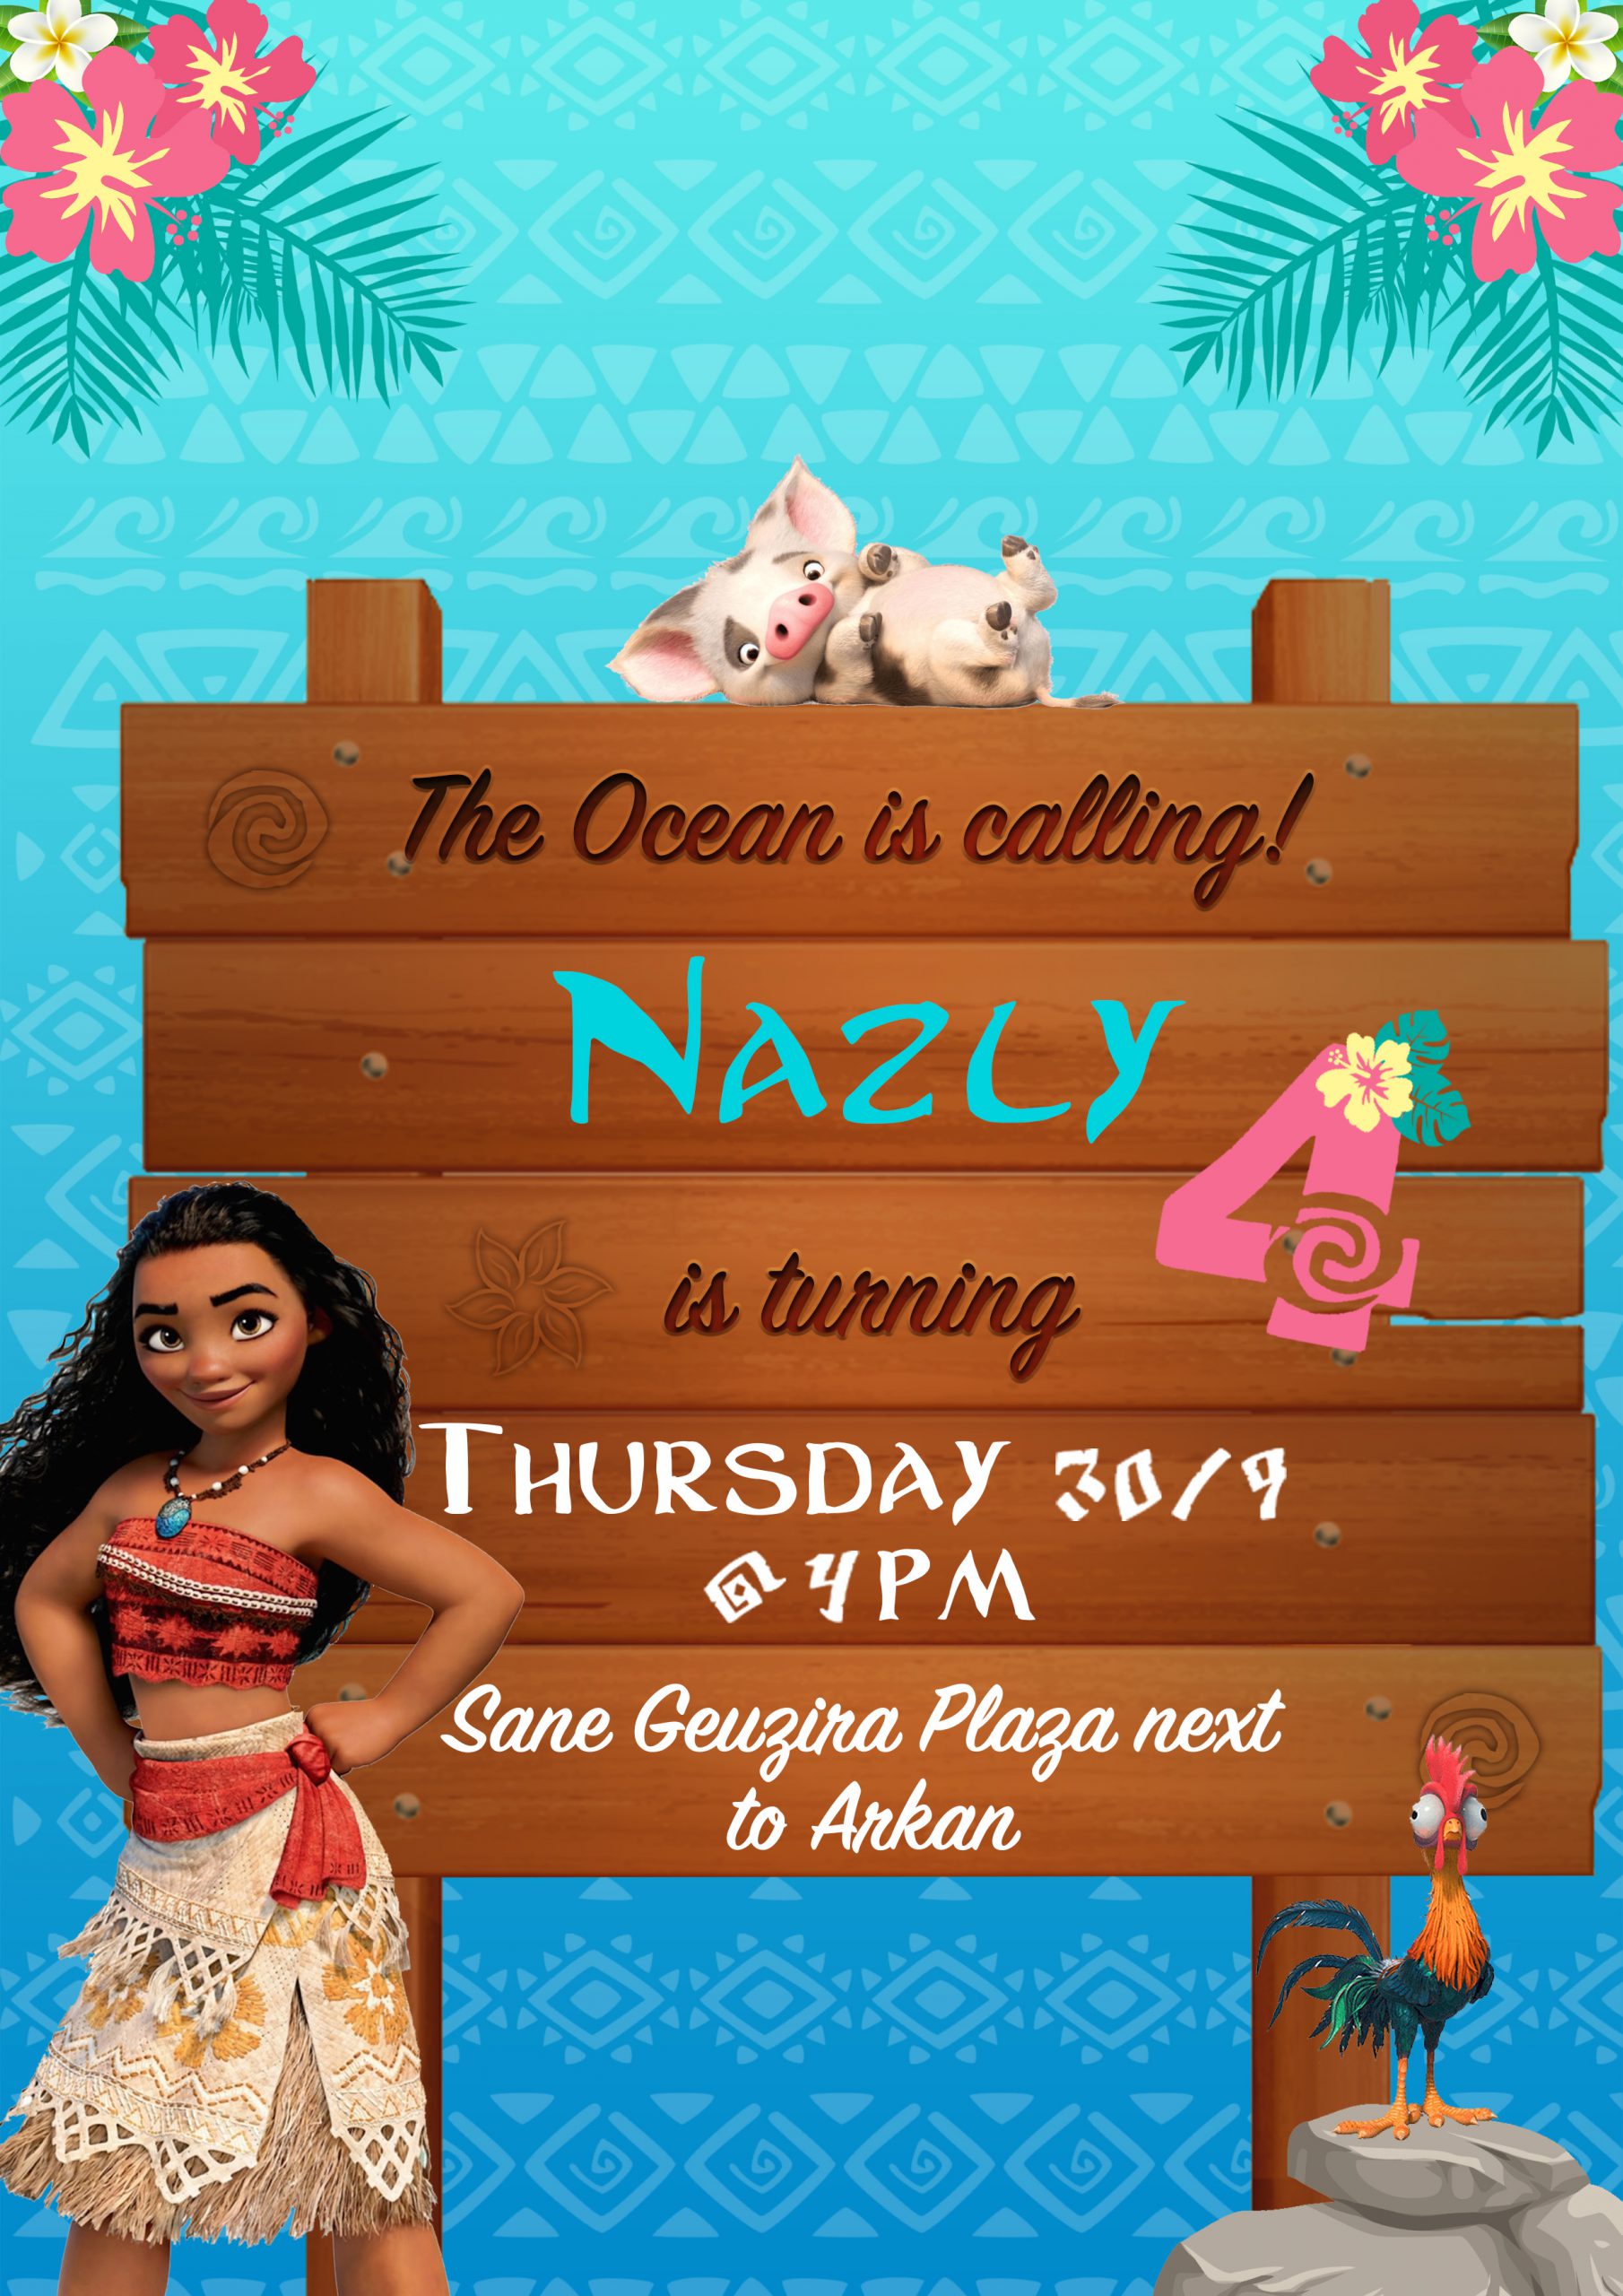 The Ocean is calling!
NAZLY
is turning 4
THURSDAY 30/9
@ 4PM
Sane Geuzira Plaza next
to Arkan